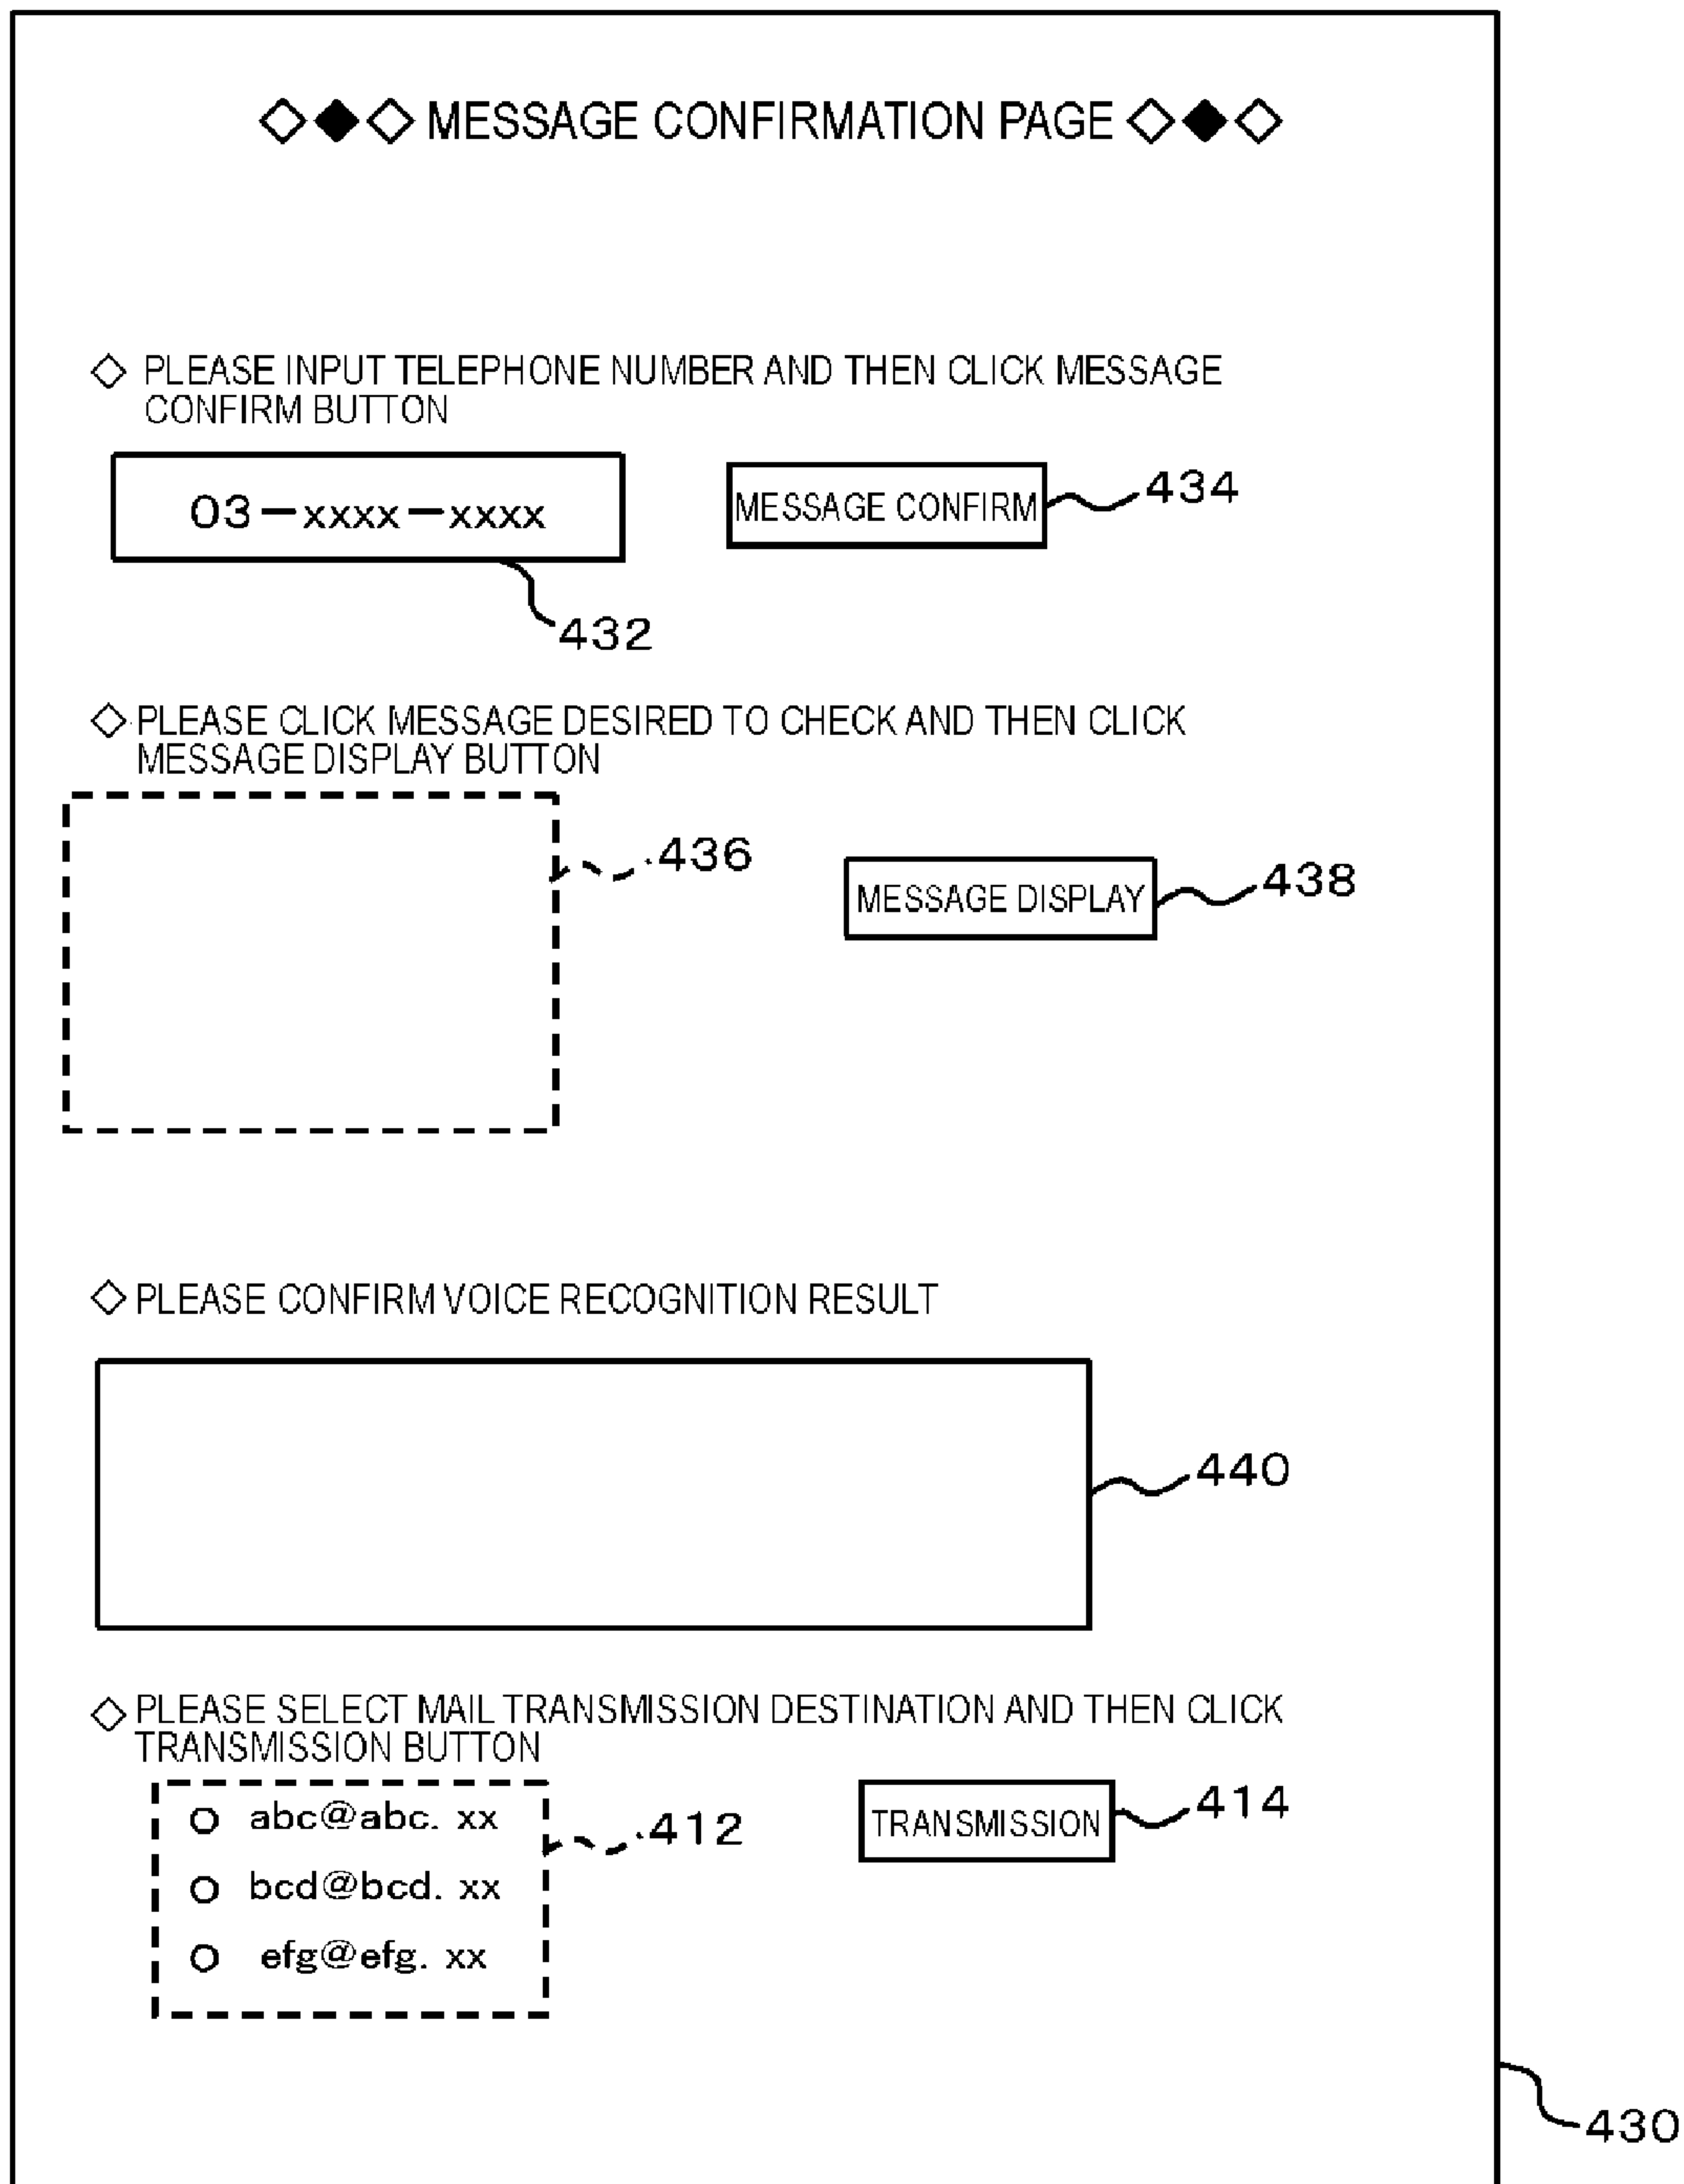 ◇◆◇ MESSAGE CONFIRMATION PAGE ◇◆◇
◇ PLEASE INPUT TELEPHONE NUMBER AND THEN CLICK MESSAGE
CONFIRM BUTTON
03-xxxx-xxxx
MESSAGE CONFIRM
434
432
◇ PLEASE CLICK MESSAGE DESIRED TO CHECK AND THEN CLICK
MESSAGE DISPLAY BUTTON
436
MESSAGE DISPLAY
438
◇ PLEASE CONFIRM VOICE RECOGNITION RESULT
440
◇ PLEASE SELECT MAIL TRANSMISSION DESTINATION AND THEN CLICK
TRANSMISSION BUTTON
○ abc@abc. xx
412
TRANSMISSION
414
○ bcd@bcd. xx
○ efg@efg. xx
430